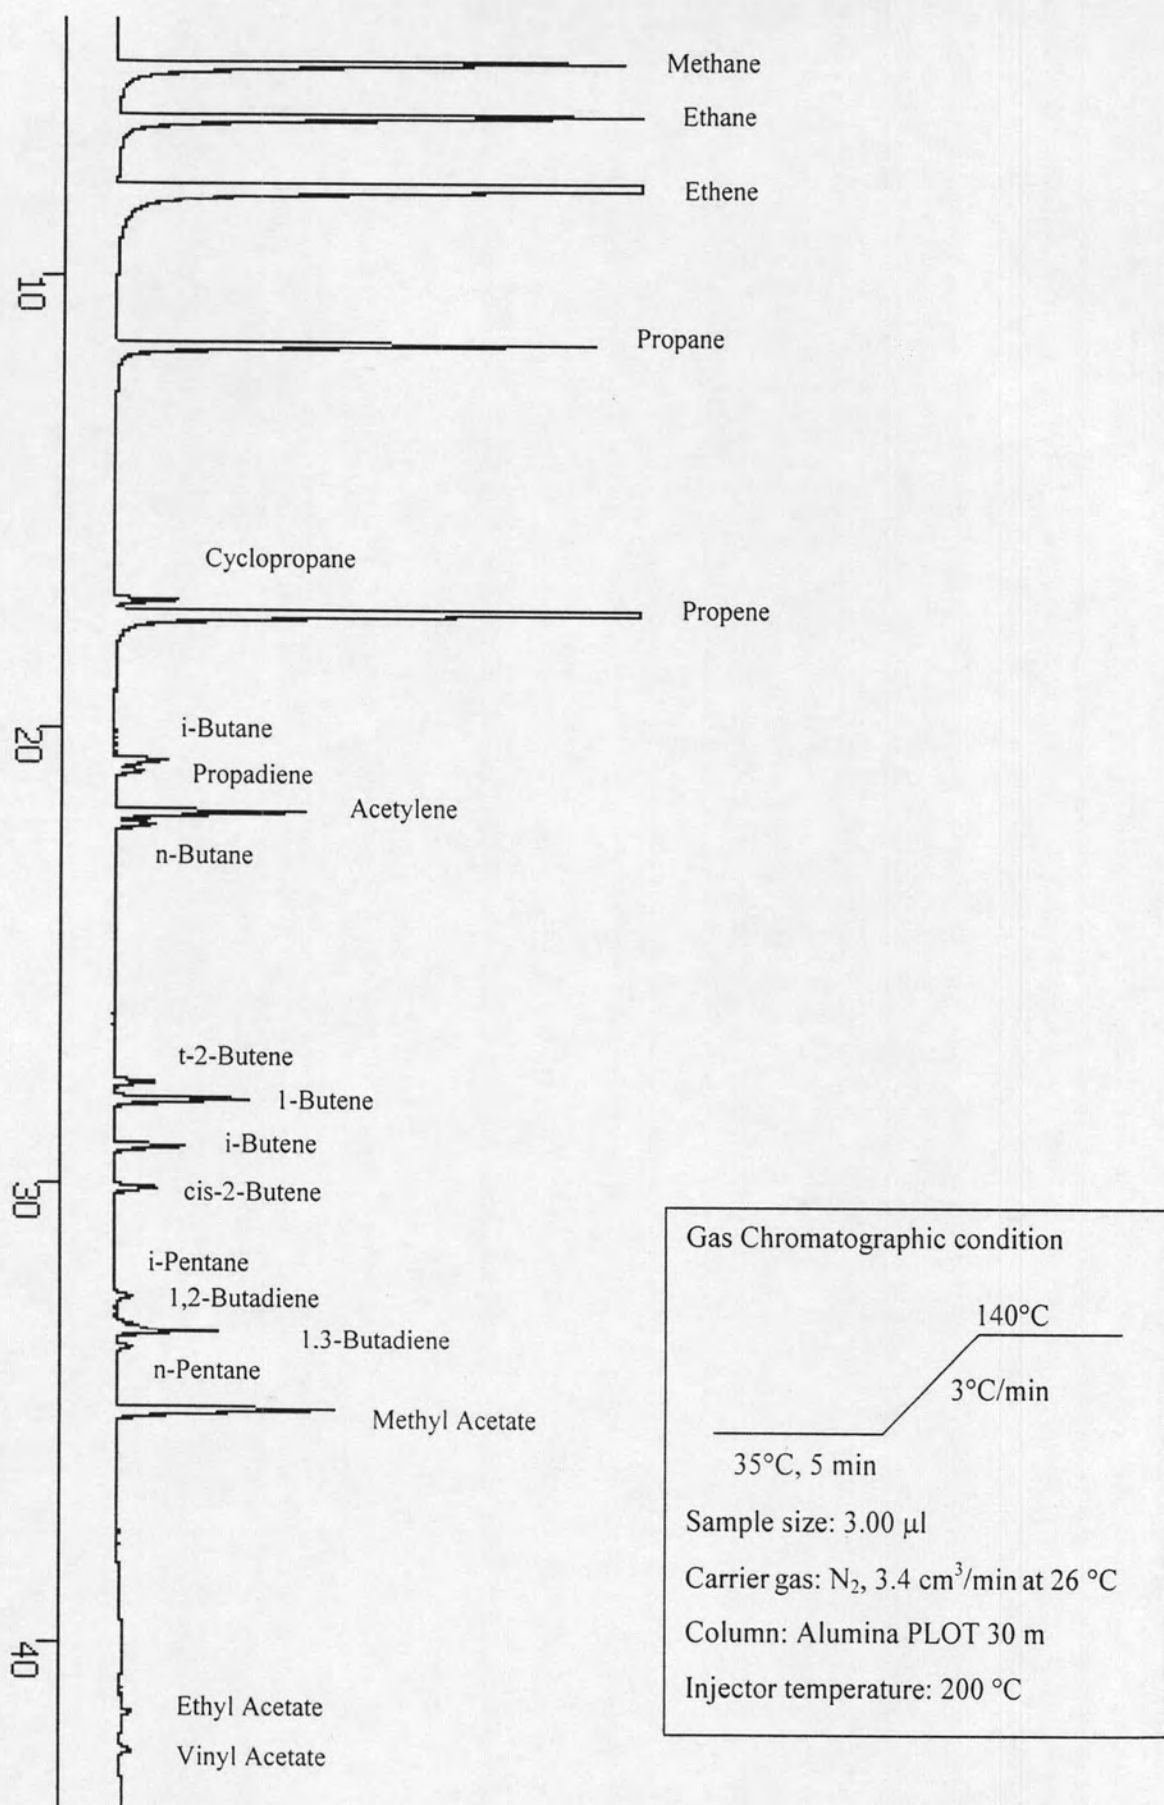 Methane
Ethane
Ethene
10
Propane
Cyclopropane
Propene
20
i-Butane
Propadiene
Acetylene
n-Butane
t-2-Butene
1-Butene
i-Butene
30
cis-2-Butene
i-Pentane
1,2-Butadiene
1.3-Butadiene
n-Pentane
Methyl Acetate
40
Ethyl Acetate
Vinyl Acetate
Gas Chromatographic condition
140°C
3°C/min
35°C, 5 min
Sample size: 3.00 µl
Carrier gas: N₂, 3.4 cm³/min at 26 °C
Column: Alumina PLOT 30 m
Injector temperature: 200 °C